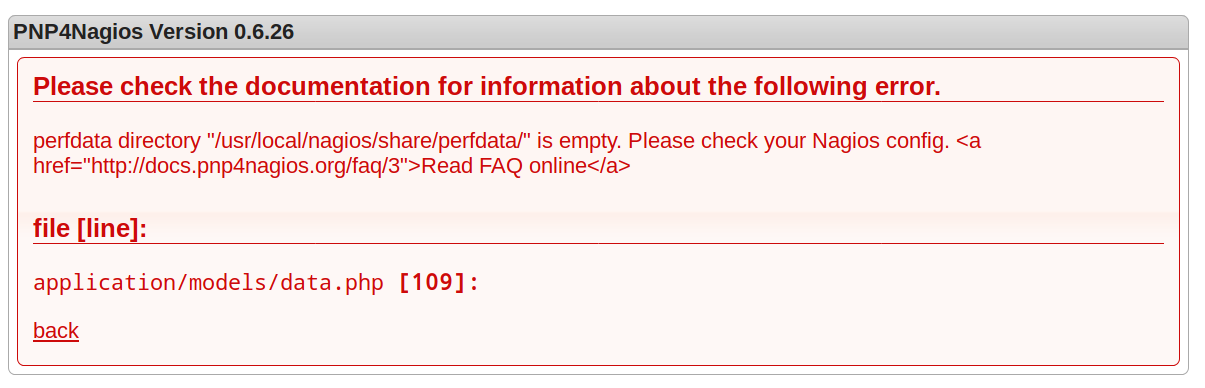 PNP4Nagios Version 0.6.26
Please check the documentation for information about the following error.
perfdata directory "/usr/local/nagios/share/perfdata/" is empty. Please check your Nagios config. <a
href="http://docs.pnp4nagios.org/faq/3">Read FAQ online</a>
file [line]:
application/models/data.php [109]:
back